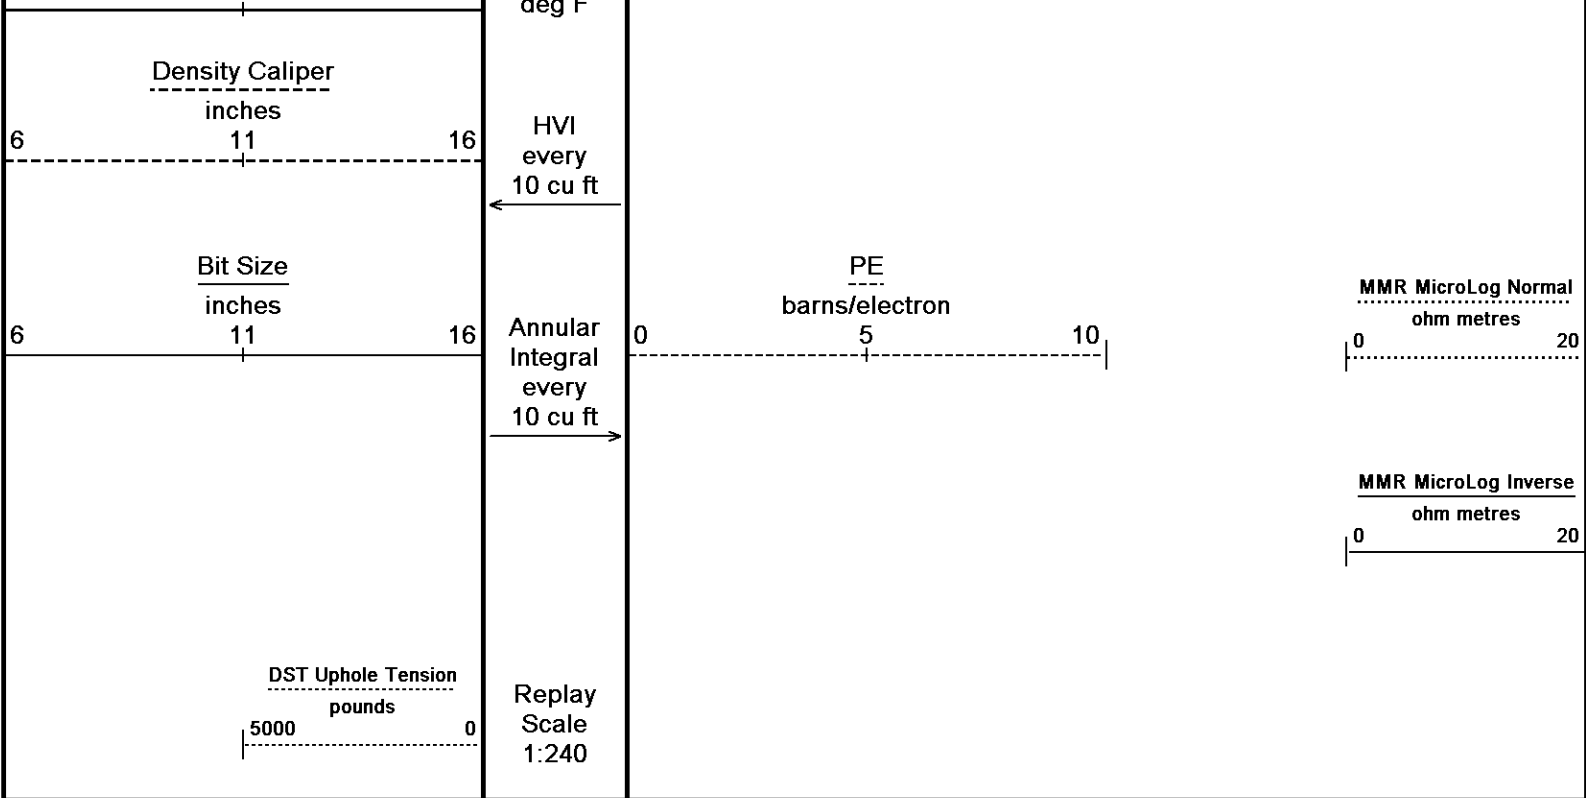 deg F
Density Caliper
inches
6 11 16
HVI
every
10 cu ft
Bit Size
inches
6 11 16
Annular
Integral
every
10 cu ft
PE
barns/electron
0 5 10
MMR MicroLog Normal
ohm metres
0 20
MMR MicroLog Inverse
ohm metres
0 20
DST Uphole Tension
pounds
5000 0
Replay
Scale
1:240